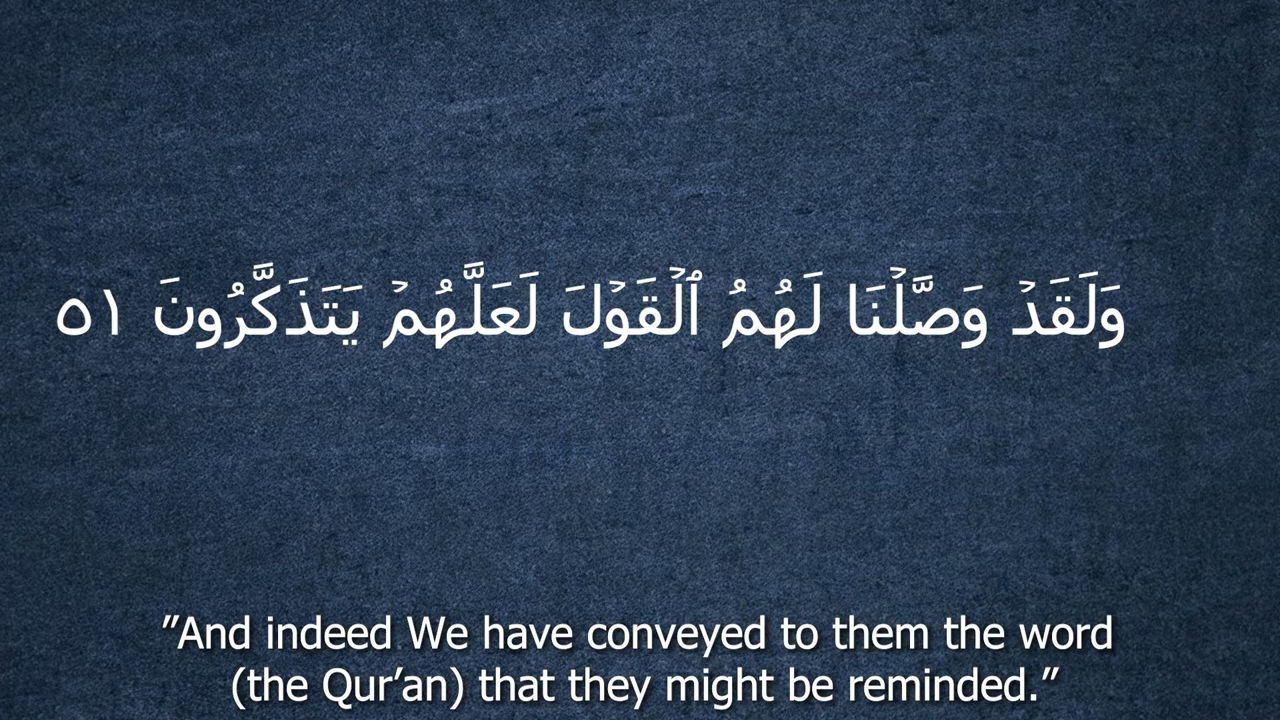 وَلَقَدۡ وَصَّلۡنَا لَهُمُ ٱلۡقَوۡلَ لَعَلَّهُمۡ يَتَذَكَّرُونَ ٥١
”And indeed We have conveyed to them the word
(the Qur’an) that they might be reminded.”